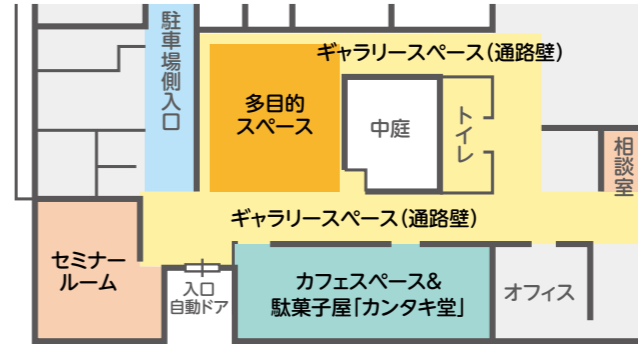 駐車場側入口
ギャラリースペース（通路壁）
多目的
スペース
中庭
トイレ
相談室
ギャラリースペース（通路壁）
セミナー
ルーム
入口
自動ドア
カフェスペース&
駄菓子屋「カンタキ堂」
オフィス